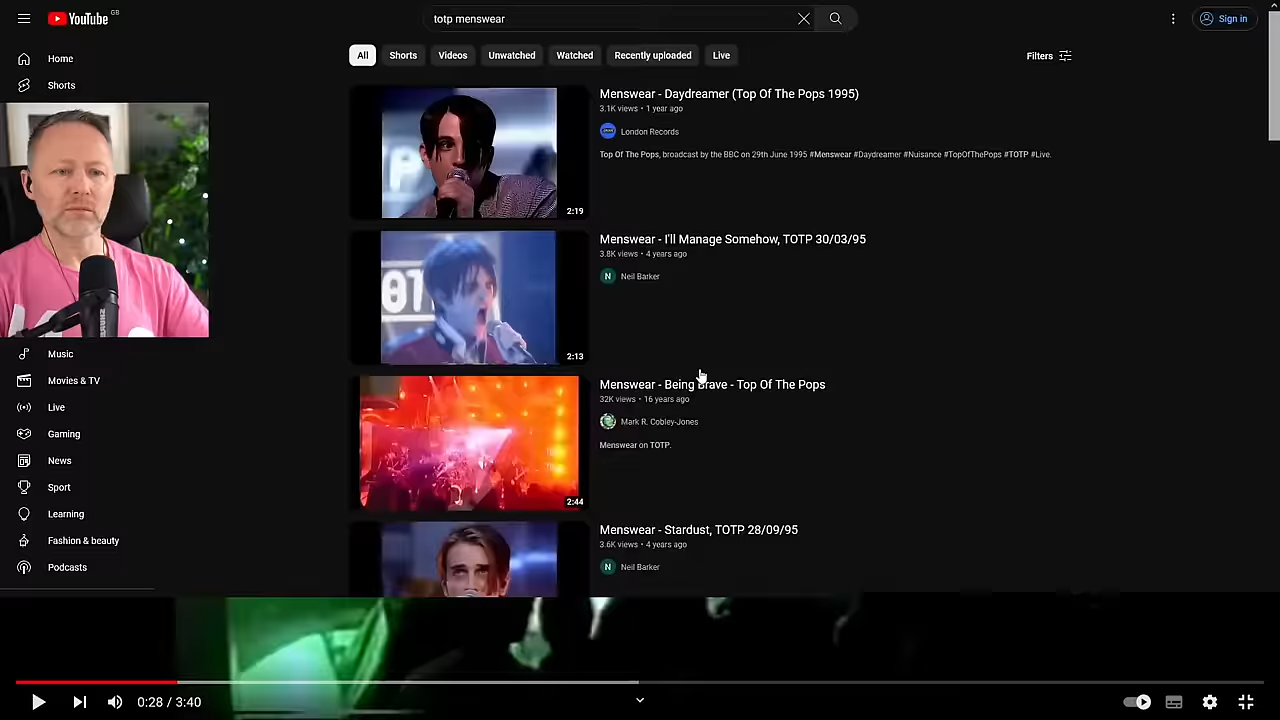 YouTube GB
totp menswear
Sign in
All
Shorts
Videos
Unwatched
Watched
Recently uploaded
Live
Filters
Home
Shorts
Music
Movies & TV
Live
Gaming
News
Sport
Learning
Fashion & beauty
Podcasts
2:19
Menswear - Daydreamer (Top Of The Pops 1995)
3.1K views • 1 year ago
London Records
Top Of The Pops, broadcast by the BBC on 29th June 1995 #Menswear #Daydreamer #Nuisance #TopOfThePops #TOTP #Live.
2:13
Menswear - I'll Manage Somehow, TOTP 30/03/95
3.8K views • 4 years ago
N
Neil Barker
2:44
Menswear - Being Brave - Top Of The Pops
32K views • 16 years ago
Mark R. Cobley-Jones
Menswear on TOTP.
Menswear - Stardust, TOTP 28/09/95
3.6K views • 4 years ago
N
Neil Barker
0:28 / 3:40